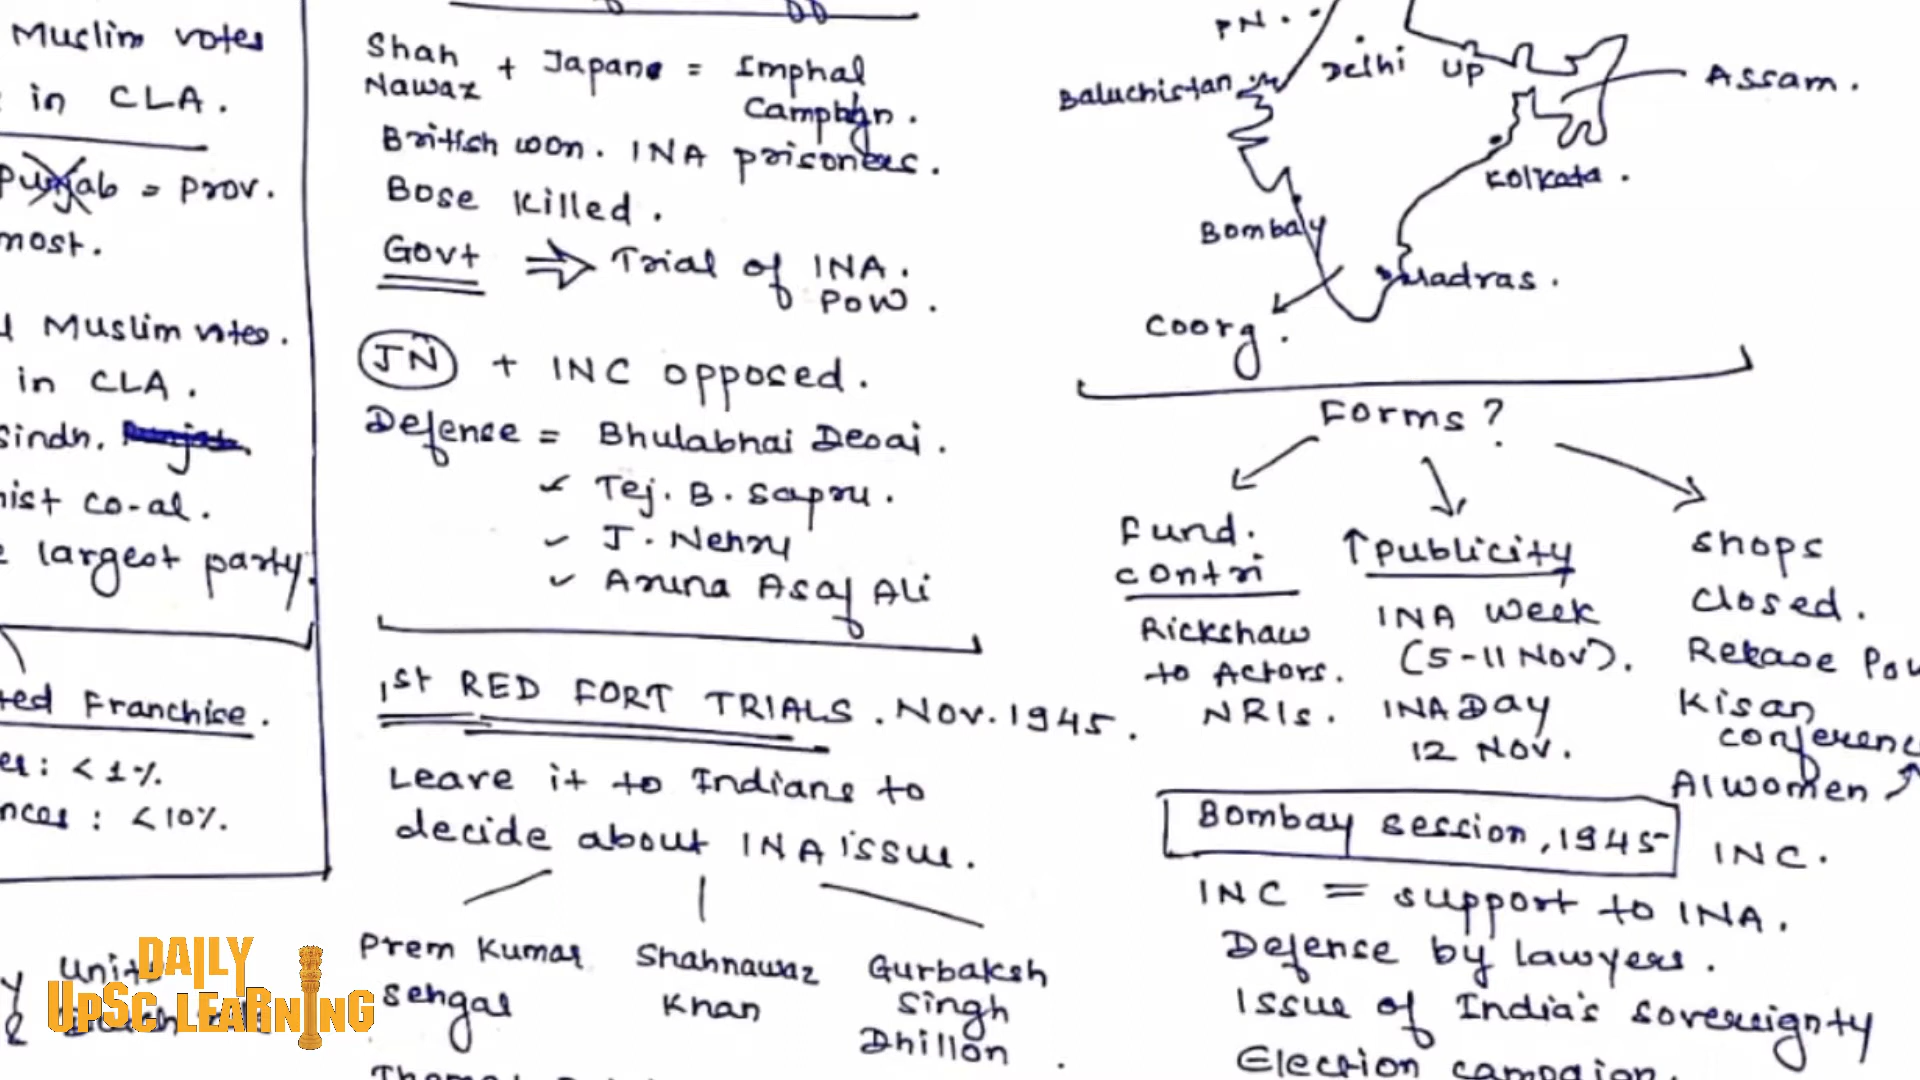 Muslim votes
in CLA.
Punjab = Prov.
most.
Muslim votes.
in CLA.
Sindh.
co-al.
largest party.
Franchise.
: < 1%
: < 10%.
Shah
Nawaz + Japane = Imphal
Campaign.
British won. INA prisoners.
Bose killed.
Govt ⇒ Trial of INA.
POW.
JN + INC opposed.
Defense = Bhulabhai Desai.
✓ Tej. B. Sapru.
✓ J. Nehru
✓ Aruna Asaf Ali
1st RED FORT TRIALS. Nov. 1945.
Leave it to Indians to
decide about INA issue.
Prem Kumar
Sehgal
Shahnawaz
Khan
Gurbaksh
Singh
Dhillon
PN.
Baluchistan
Delhi
UP
Assam.
Kolkata.
Bombay
Madras.
Coorg.
Forms?
Fund.
contri
Rickshaw
to Actors.
NRIs.
↑ Publicity
INA Week
(5-11 Nov).
INA Day
12 Nov.
Shops
closed.
Release
Kisan
AI women
Bombay session, 1945 INC.
INC = support to INA.
Defense by lawyers.
Issue of India's sovereignty
Election campaign.
DAILY
UPSC LEARNING